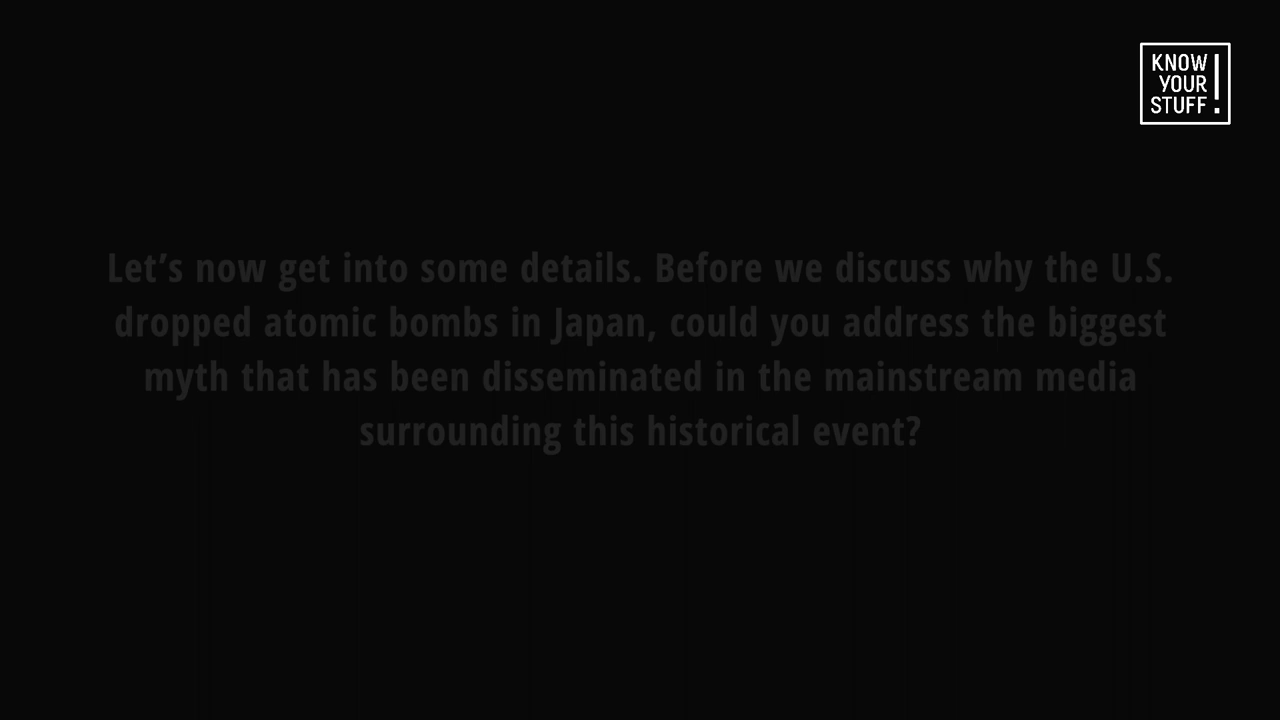 KNOW
YOUR
STUFF!
Let’s now get into some details. Before we discuss why the U.S.
dropped atomic bombs in Japan, could you address the biggest
myth that has been disseminated in the mainstream media
surrounding this historical event?